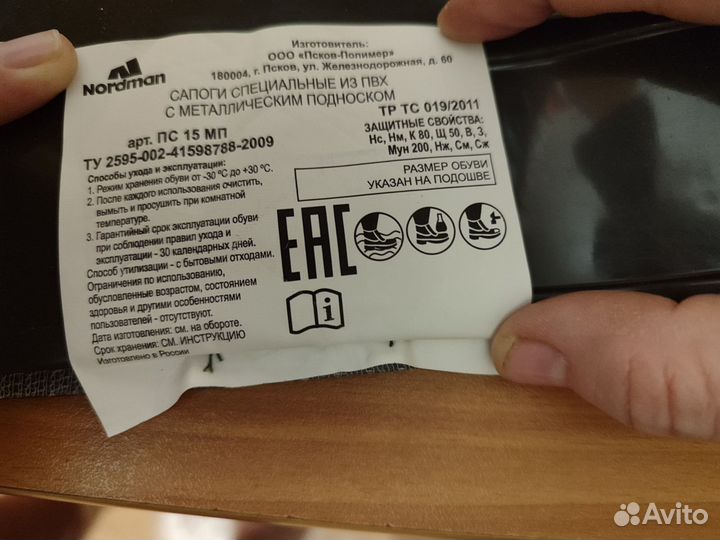 Nordman
Изготовитель:
ООО «Псков-Полимер»
180004, г. Псков, ул. Железнодорожная, д. 60
САПОГИ СПЕЦИАЛЬНЫЕ ИЗ ПВХ
С МЕТАЛЛИЧЕСКИМ ПОДНОСКОМ
арт. ПС 15 МП
ТУ 2595-002-41598788-2009
Способы ухода и эксплуатации:
1. Режим хранения обуви от -30 °C до +30 °C.
2. После каждого использования очистить,
вымыть и просушить при комнатной
температуре.
3. Гарантийный срок эксплуатации обуви
при соблюдении правил ухода и
эксплуатации - 30 календарных дней.
Способ утилизации - с бытовыми отходами.
Ограничения по использованию,
обусловленные возрастом, состоянием
здоровья и другими особенностями
пользователей - отсутствуют.
Дата изготовления: см. на обороте.
Срок хранения: СМ. ИНСТРУКЦИЮ
Изготовлено в России
ТР ТС 019/2011
ЗАЩИТНЫЕ СВОЙСТВА:
Нс, Нм, К 80, Щ 50, В, З,
Мун 200, Нж, См, Сж
РАЗМЕР ОБУВИ
УКАЗАН НА ПОДОШВЕ
EAC
i
Avito